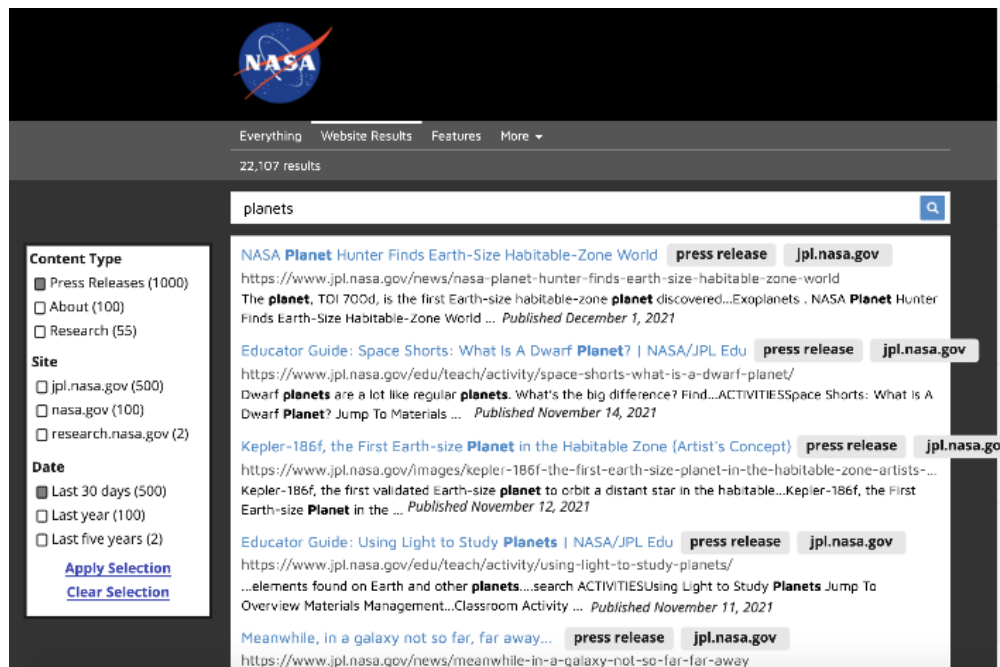 NASA
Everything Website Results Features More
22,107 results
planets
Content Type
Press Releases (1000)
About (100)
Research (55)
Site
jpl.nasa.gov (500)
nasa.gov (100)
research.nasa.gov (2)
Date
Last 30 days (500)
Last year (100)
Last five years (2)
Apply Selection
Clear Selection
NASA Planet Hunter Finds Earth-Size Habitable-Zone World press release jpl.nasa.gov
https://www.jpl.nasa.gov/news/nasa-planet-hunter-finds-earth-size-habitable-zone-world
The planet, TOI 700d, is the first Earth-size habitable-zone planet discovered...Exoplanets . NASA Planet Hunter
Finds Earth-Size Habitable-Zone World ... Published December 1, 2021
Educator Guide: Space Shorts: What Is A Dwarf Planet? | NASA/JPL Edu press release jpl.nasa.gov
https://www.jpl.nasa.gov/edu/teach/activity/space-shorts-what-is-a-dwarf-planet/
Dwarf planets are a lot like regular planets. What's the big difference? Find...ACTIVITIESSpace Shorts: What Is A
Dwarf Planet? Jump To Materials ... Published November 14, 2021
Kepler-186f, the First Earth-size Planet in the Habitable Zone (Artist's Concept) press release jpl.nasa.go
https://www.jpl.nasa.gov/images/kepler-186f-the-first-earth-size-planet-in-the-habitable-zone-artists-...
Kepler-186f, the first validated Earth-size planet to orbit a distant star in the habitable...Kepler-186f, the First
Earth-size Planet in the ... Published November 12, 2021
Educator Guide: Using Light to Study Planets | NASA/JPL Edu press release jpl.nasa.gov
https://www.jpl.nasa.gov/edu/teach/activity/using-light-to-study-planets/
...elements found on Earth and other planets....search ACTIVITIESUsing Light to Study Planets Jump To
Overview Materials Management...Classroom Activity ... Published November 11, 2021
Meanwhile, in a galaxy not so far, far away... press release jpl.nasa.gov
https://www.jpl.nasa.gov/news/meanwhile-in-a-galaxy-not-so-far-far-away